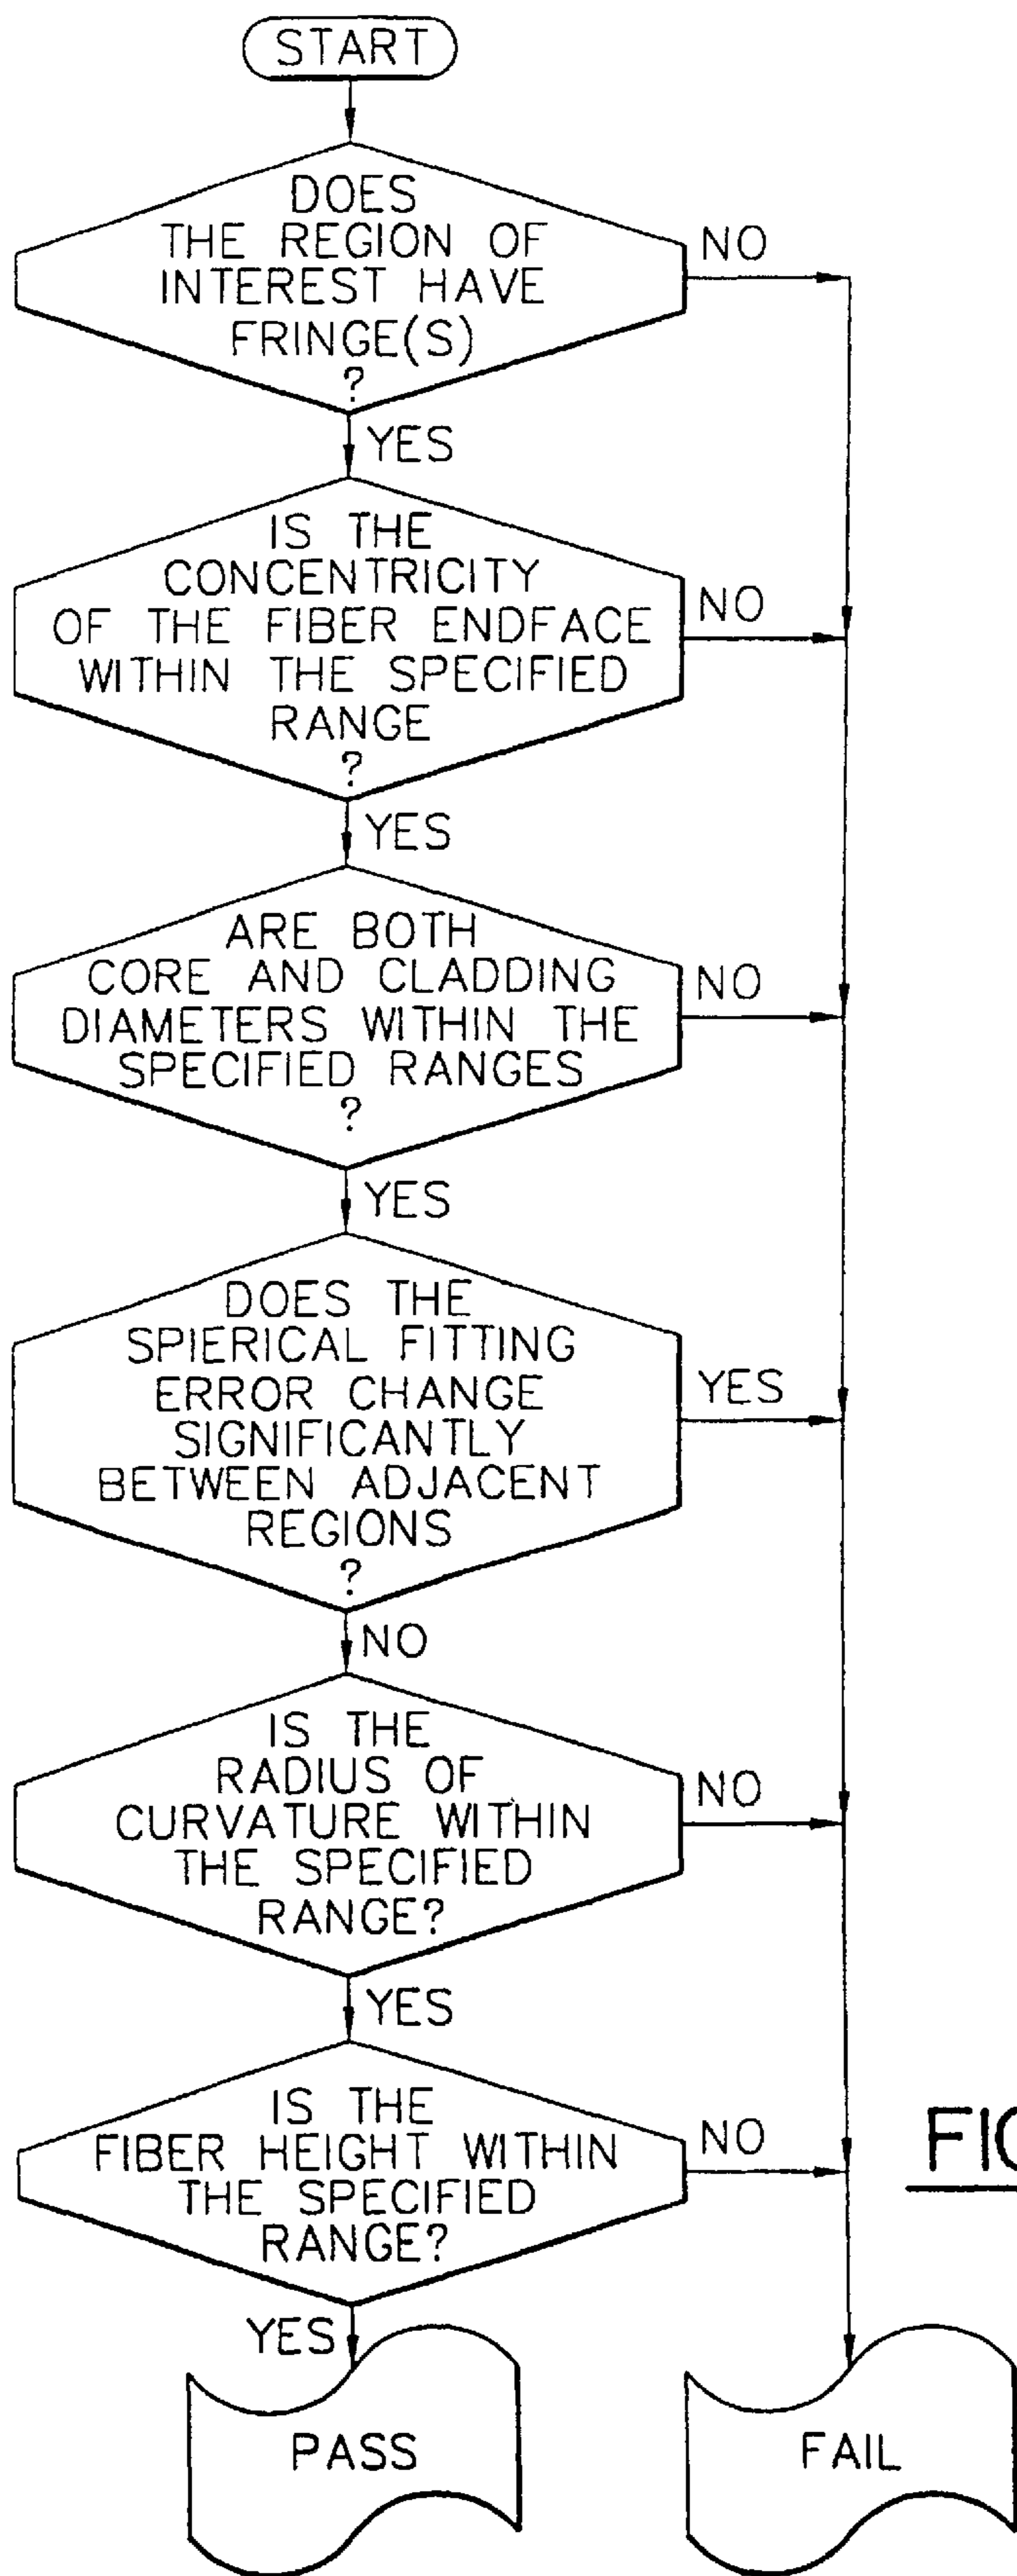 START
DOES
THE REGION OF
INTEREST HAVE
FRINGE(S)
?
NO
YES
IS THE
CONCENTRICITY
OF THE FIBER ENDFACE
WITHIN THE SPECIFIED
RANGE
?
NO
YES
ARE BOTH
CORE AND CLADDING
DIAMETERS WITHIN THE
SPECIFIED RANGES
?
NO
YES
DOES THE
SPIERICAL FITTING
ERROR CHANGE
SIGNIFICANTLY
BETWEEN ADJACENT
REGIONS
?
YES
NO
IS THE
RADIUS OF
CURVATURE WITHIN
THE SPECIFIED
RANGE?
NO
YES
IS THE
FIBER HEIGHT WITHIN
THE SPECIFIED
RANGE?
NO
YES
PASS
FAIL